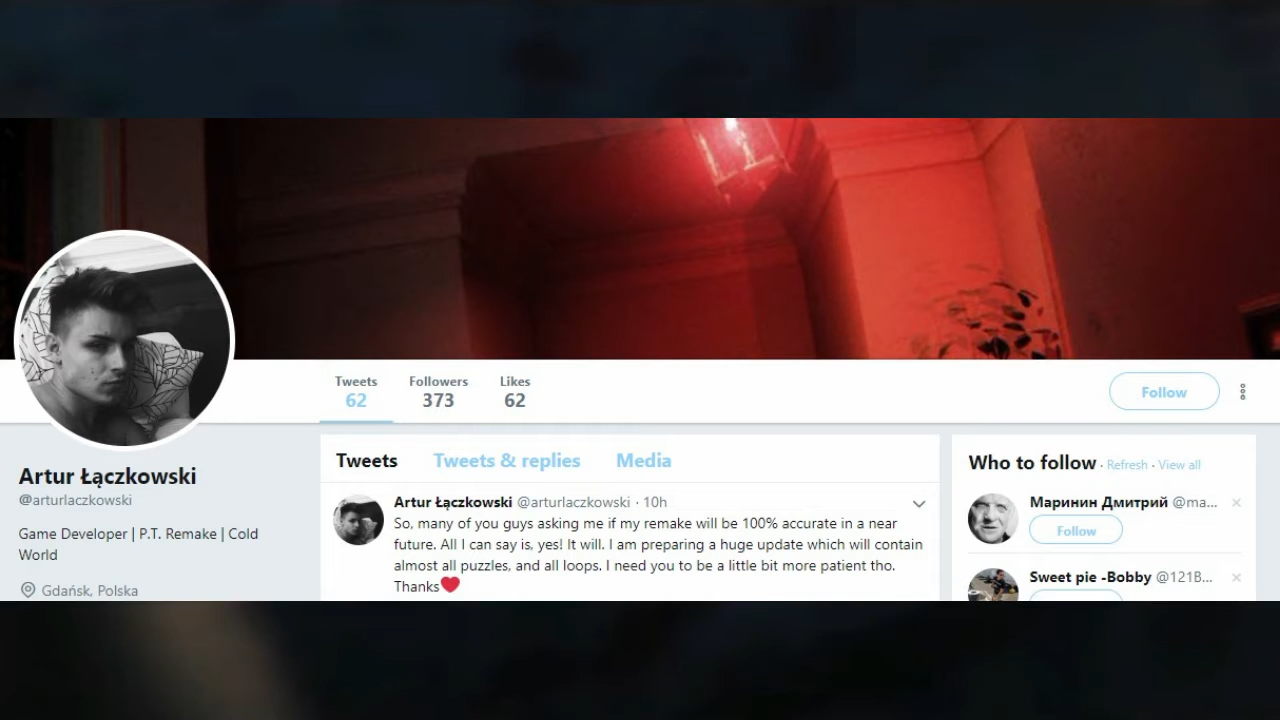 Tweets
62
Followers
373
Likes
62
Follow
Artur Łączkowski
@arturlaczkowski
Game Developer | P.T. Remake | Cold
World
Gdańsk, Polska
Tweets
Tweets & replies
Media
Artur Łączkowski @arturlaczkowski · 10h
So, many of you guys asking me if my remake will be 100% accurate in a near
future. All I can say is, yes! It will. I am preparing a huge update which will contain
almost all puzzles, and all loops. I need you to be a little bit more patient tho.
Thanks❤
Who to follow · Refresh · View all
Маринин Дмитрий @ma...
Follow
Sweet pie -Bobby @121B...